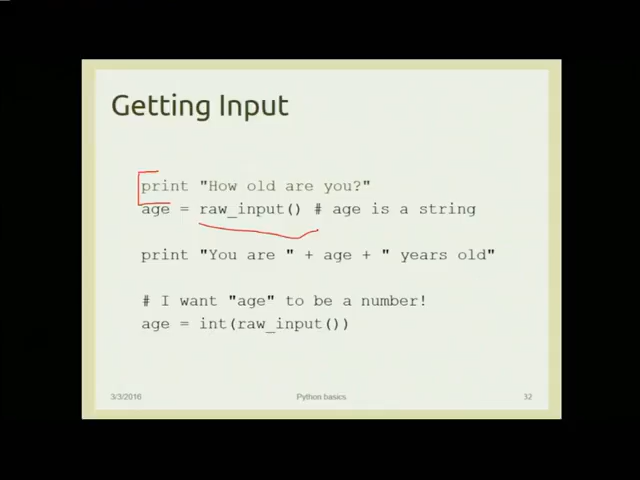 Getting Input
print "How old are you?"
age = raw_input() # age is a string
print "You are " + age + " years old"
# I want "age" to be a number!
age = int(raw_input())
3/3/2016
Python basics
32